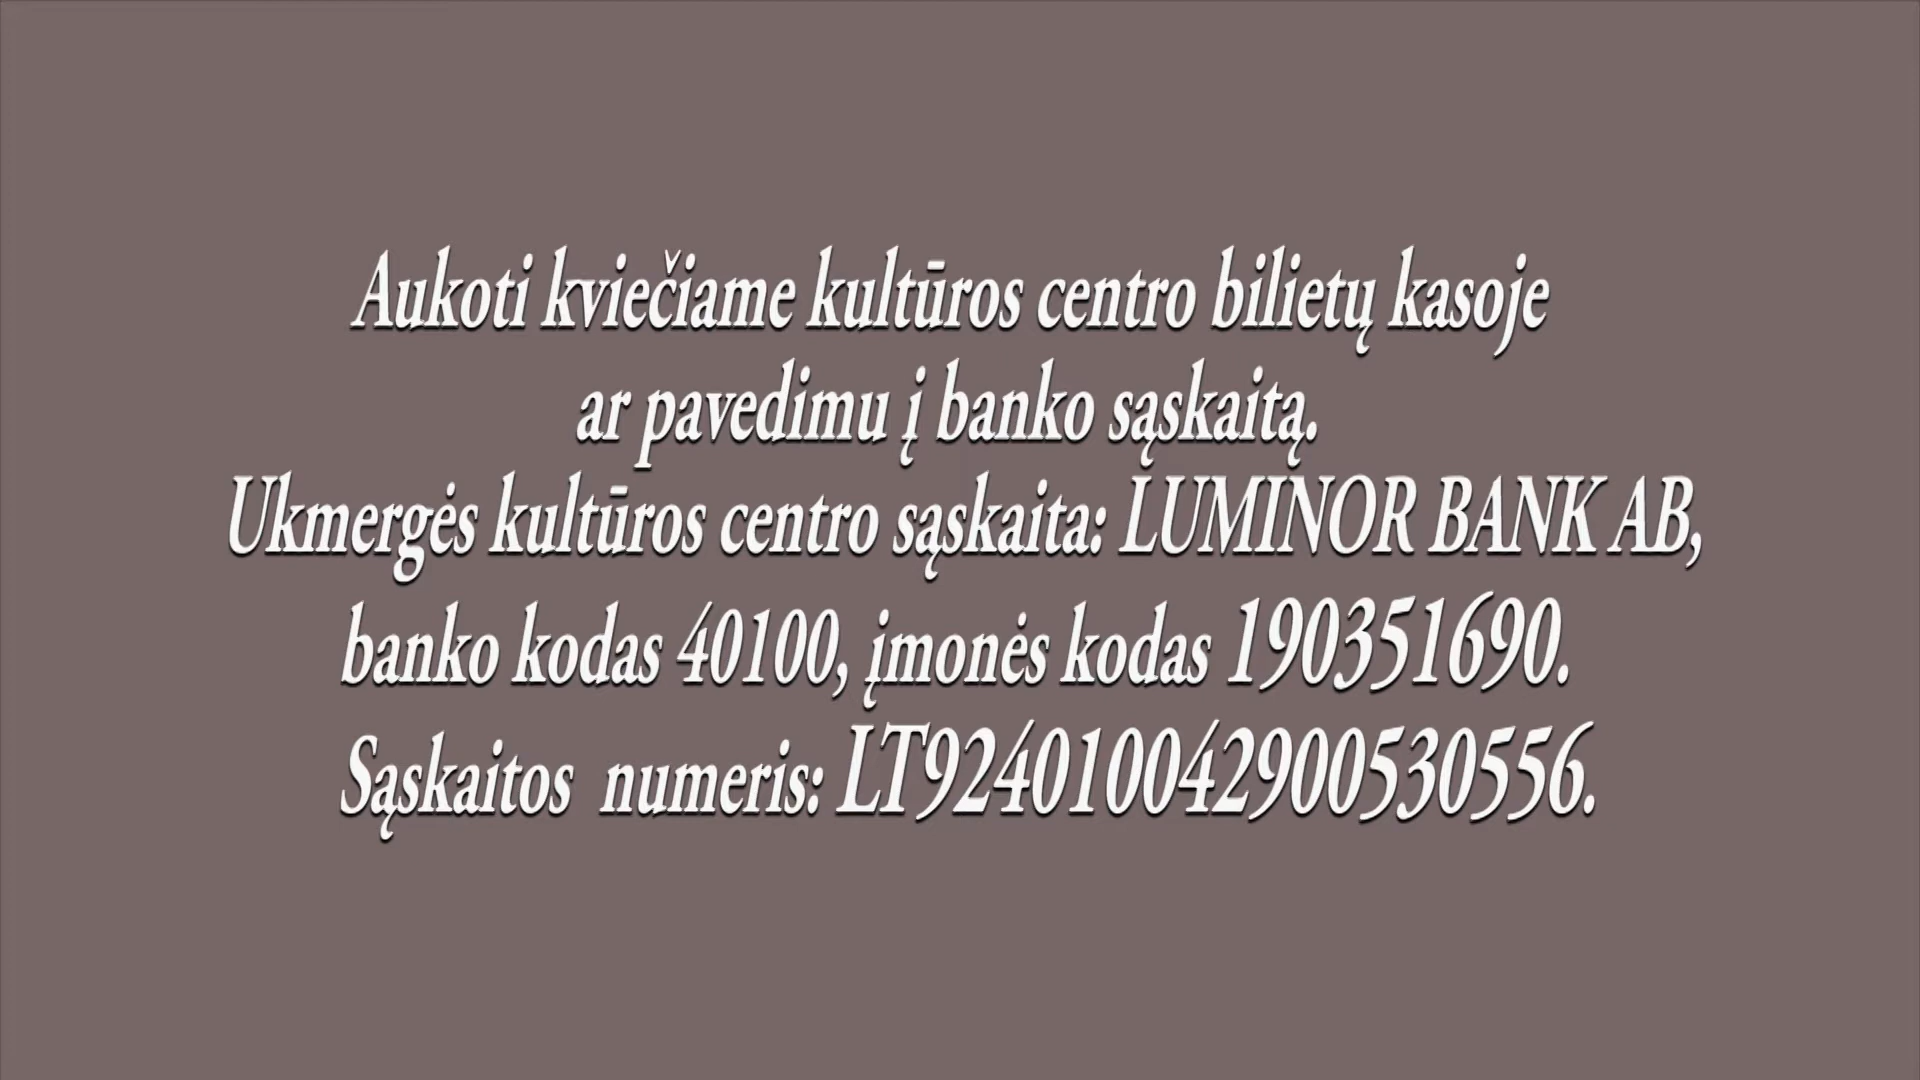 Aukoti kviečiame kultūros centro bilietų kasoje
ar pavedimu į banko sąskaitą.
Ukmergės kultūros centro sąskaita: LUMINOR BANK AB,
banko kodas 40100, įmonės kodas 190351690.
Sąskaitos numeris: LT924010042900530556.